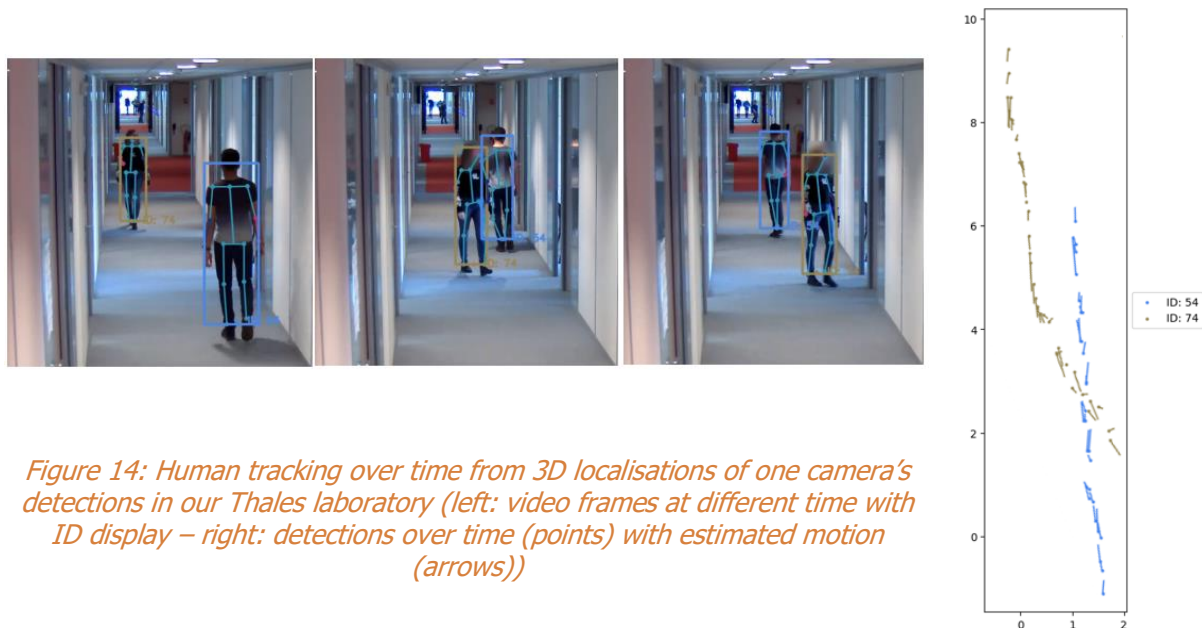 ID: 74
10
8
6
4
2
0
0
1
2
ID: 54
ID: 74
Figure 14: Human tracking over time from 3D localisations of one camera's
detections in our Thales laboratory (left: video frames at different time with
ID display – right: detections over time (points) with estimated motion
(arrows))